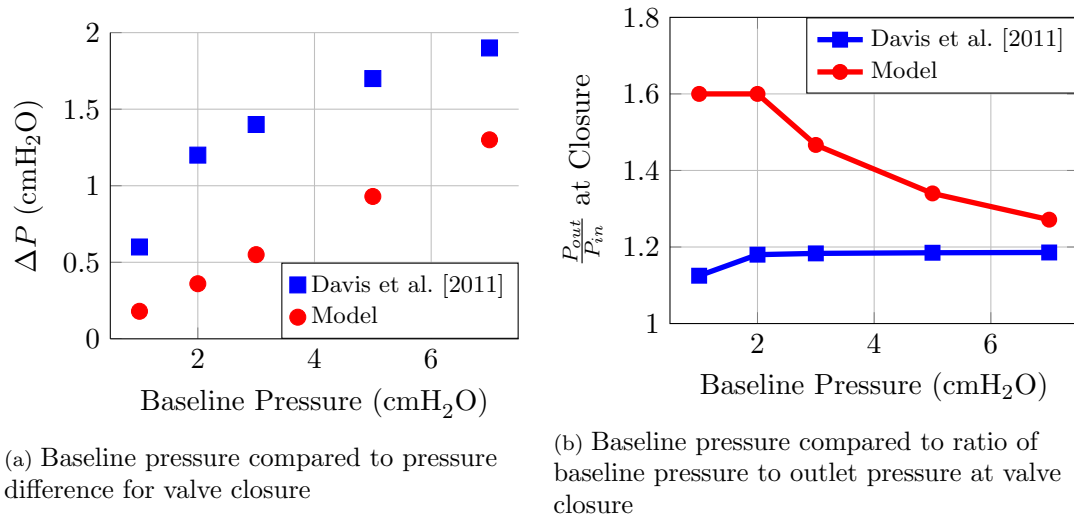 2
1.5
1
0.5
0
2
4
6
ΔP (cmH₂O)
Baseline Pressure (cmH₂O)
Davis et al. [2011]
Model
(a) Baseline pressure compared to pressure
difference for valve closure
1.8
1.6
1.4
1.2
1
2
4
6
P_out/P_in at Closure
Baseline Pressure (cmH₂O)
Davis et al. [2011]
Model
(b) Baseline pressure compared to ratio of
baseline pressure to outlet pressure at valve
closure